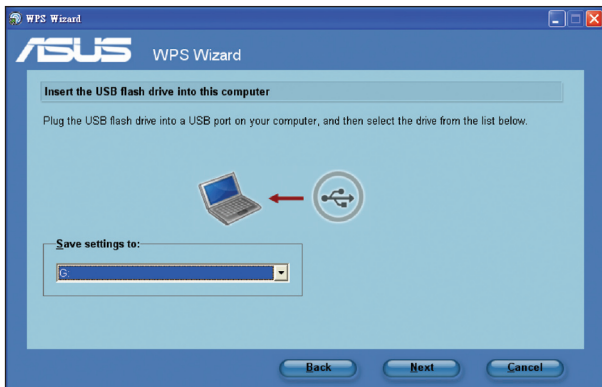 WPS Wizard
ASUS WPS Wizard
Insert the USB flash drive into this computer
Plug the USB flash drive into a USB port on your computer, and then select the drive from the list below.
Save settings to:
G:
Back Next Cancel